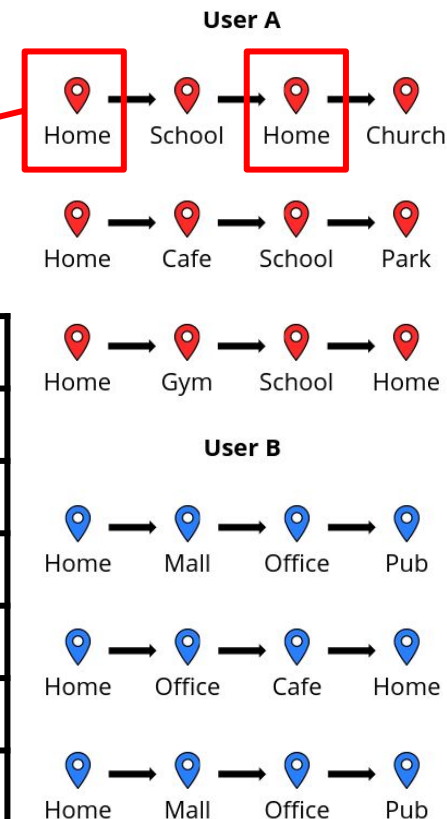 User A
Home School Home Church
Home Cafe School Park
Home Gym School Home
User B
Home Mall Office Pub
Home Office Cafe Home
Home Mall Office Pub